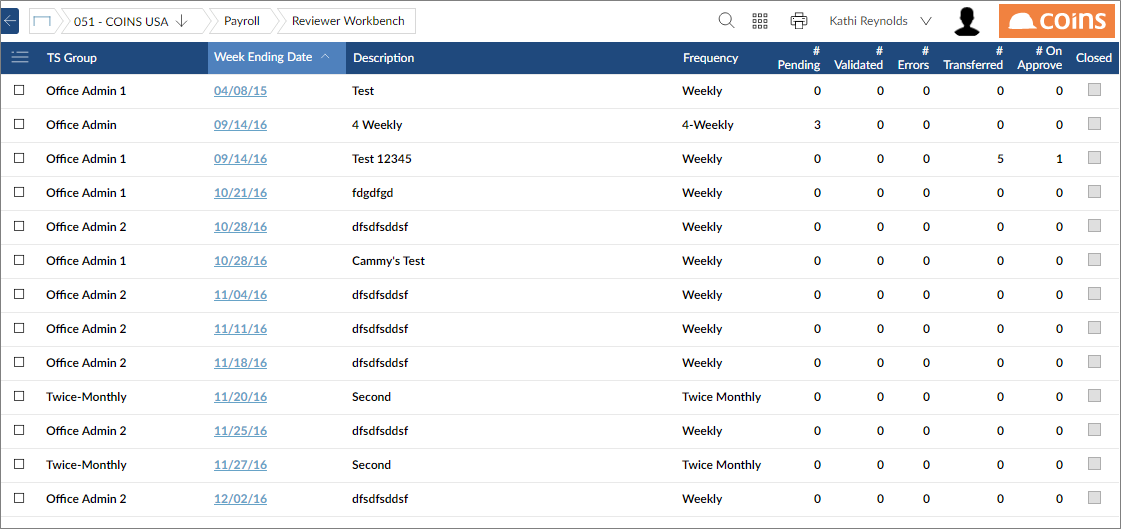 051 - COINS USA Payroll Reviewer Workbench Kathi Reynolds coins
TS Group Week Ending Date Description Frequency # Pending # Validated # Errors # Transferred # On Approve Closed
Office Admin 1 04/08/15 Test Weekly 0 0 0 0 0
Office Admin 09/14/16 4 Weekly 4-Weekly 3 0 0 0 0
Office Admin 1 09/14/16 Test 12345 Weekly 0 0 0 5 1
Office Admin 1 10/21/16 fdgdfgd Weekly 0 0 0 0 0
Office Admin 2 10/28/16 dfsdfsddsf Weekly 0 0 0 0 0
Office Admin 1 10/28/16 Cammy's Test Weekly 0 0 0 0 0
Office Admin 2 11/04/16 dfsdfsddsf Weekly 0 0 0 0 0
Office Admin 2 11/11/16 dfsdfsddsf Weekly 0 0 0 0 0
Office Admin 2 11/18/16 dfsdfsddsf Weekly 0 0 0 0 0
Twice-Monthly 11/20/16 Second Twice Monthly 0 0 0 0 0
Office Admin 2 11/25/16 dfsdfsddsf Weekly 0 0 0 0 0
Twice-Monthly 11/27/16 Second Twice Monthly 0 0 0 0 0
Office Admin 2 12/02/16 dfsdfsddsf Weekly 0 0 0 0 0